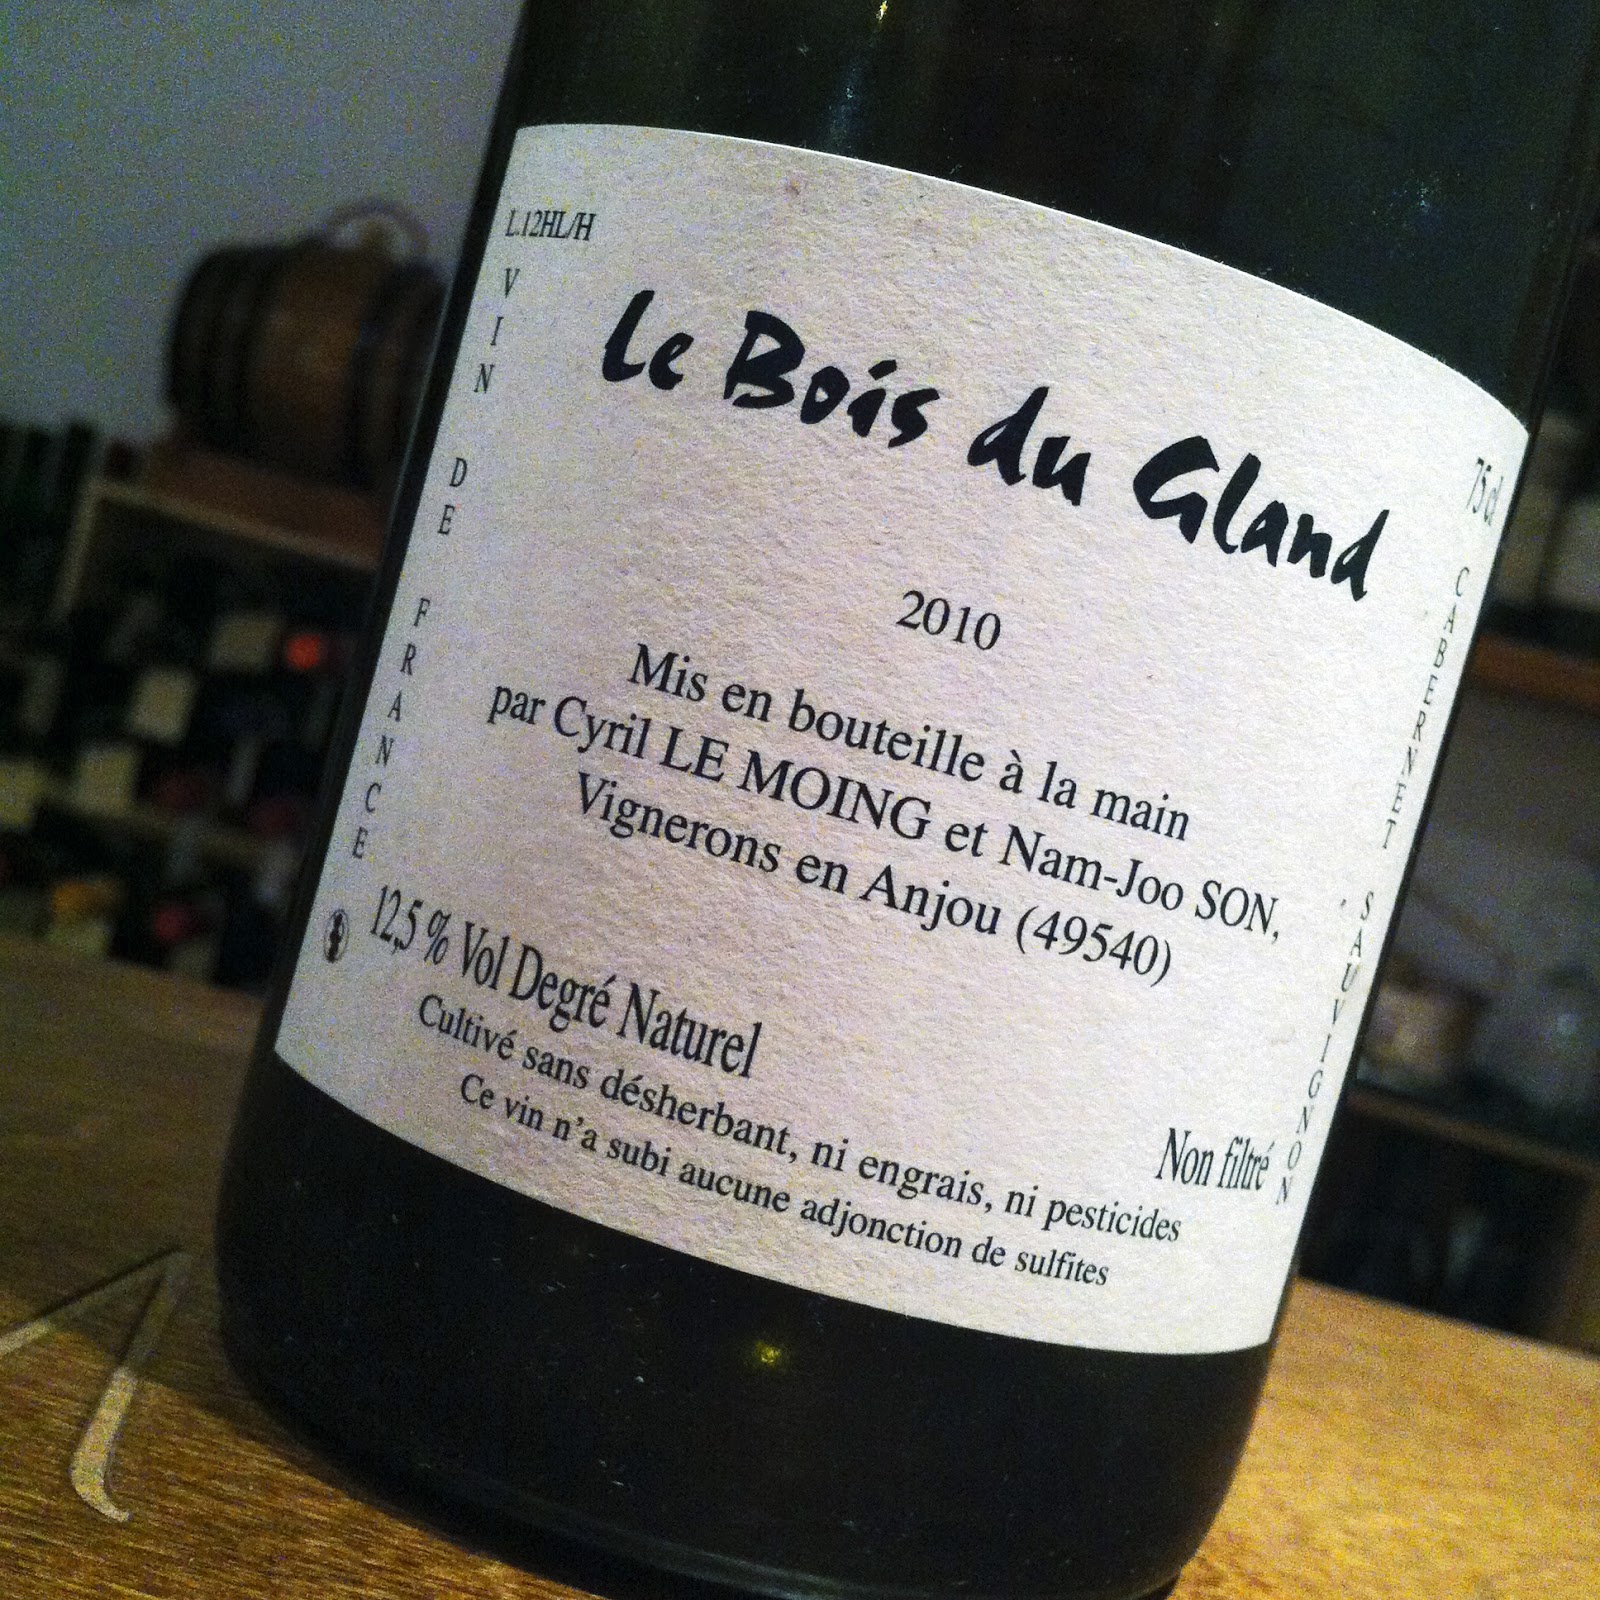 L.12HL/H
VIN DE FRANCE
Le Bois du Gland
75 cl
CABERNET SAUVIGNON
2010
Mis en bouteille à la main
par Cyril LE MOING et Nam-Joo SON,
Vignerons en Anjou (49540)
12,5 % Vol Degré Naturel
Non filtré
Cultivé sans désherbant, ni engrais, ni pesticides
Ce vin n'a subi aucune adjonction de sulfites